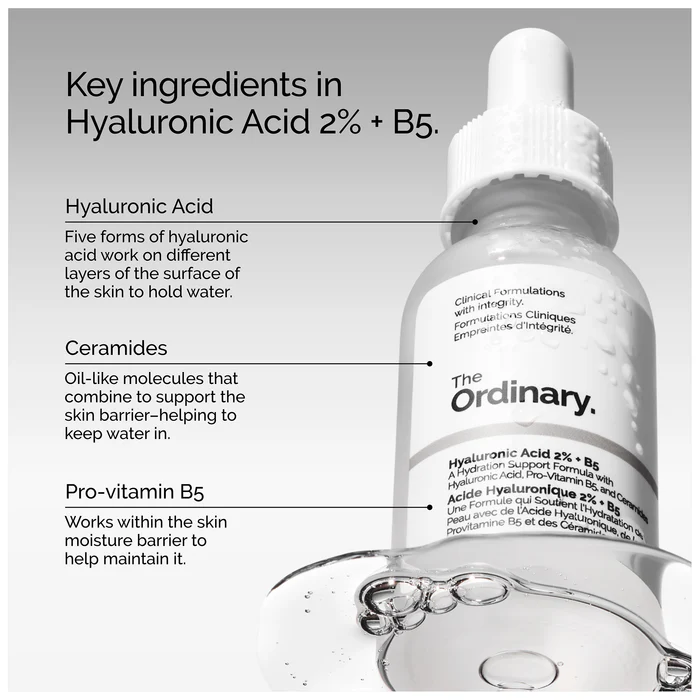 Key ingredients in
Hyaluronic Acid 2% + B5.
Hyaluronic Acid
Five forms of hyaluronic
acid work on different
layers of the surface of
the skin to hold water.
Ceramides
Oil-like molecules that
combine to support the
skin barrier–helping to
keep water in.
Pro-vitamin B5
Works within the skin
moisture barrier to
help maintain it.
Clinical Formulations
with integrity.
Formulations Cliniques
Empreintes d'Intégrité.
The
Ordinary.
Hyaluronic Acid 2% + B5
A Hydration Support Formula with
Hyaluronic Acid, Pro-Vitamin B5, and Ceramides
Acide Hyaluronique 2% + B5
Une Formule qui Soutient l'Hydratation de
Peau avec de l'Acide Hyaluronique, de
Provitamine B5 et des